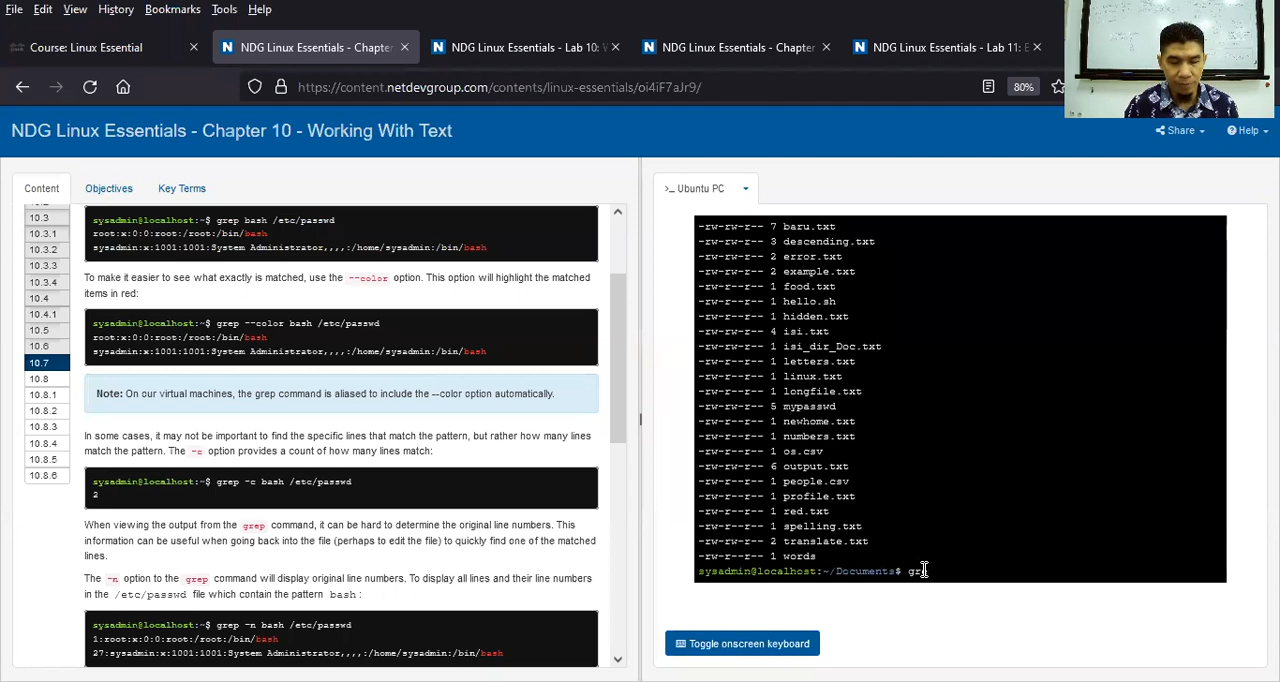 File Edit View History Bookmarks Tools Help
Course: Linux Essential
NDG Linux Essentials - Chapter
NDG Linux Essentials - Lab 10:
NDG Linux Essentials - Chapter
NDG Linux Essentials - Lab 11: E
https://content.netdevgroup.com/contents/linux-essentials/oi4iF7aJr9/
80%
NDG Linux Essentials - Chapter 10 - Working With Text
Share
Help
Content
Objectives
Key Terms
10.2
10.3
10.3.1
10.3.2
10.3.3
10.3.4
10.4
10.4.1
10.5
10.6
10.7
10.8
10.8.1
10.8.2
10.8.3
10.8.4
10.8.5
10.8.6
sysadmin@localhost:~$ grep bash /etc/passwd
root:x:0:0:root:/root:/bin/bash
sysadmin:x:1001:1001:System Administrator,,,,:/home/sysadmin:/bin/bash
To make it easier to see what exactly is matched, use the --color option. This option will highlight the matched
items in red:
sysadmin@localhost:~$ grep --color bash /etc/passwd
root:x:0:0:root:/root:/bin/bash
sysadmin:x:1001:1001:System Administrator,,,,:/home/sysadmin:/bin/bash
Note: On our virtual machines, the grep command is aliased to include the --color option automatically.
In some cases, it may not be important to find the specific lines that match the pattern, but rather how many lines
match the pattern. The -c option provides a count of how many lines match:
sysadmin@localhost:~$ grep -c bash /etc/passwd
2
When viewing the output from the grep command, it can be hard to determine the original line numbers. This
information can be useful when going back into the file (perhaps to edit the file) to quickly find one of the matched
lines.
The -n option to the grep command will display original line numbers. To display all lines and their line numbers
in the /etc/passwd file which contain the pattern bash :
sysadmin@localhost:~$ grep -n bash /etc/passwd
1:root:x:0:0:root:/root:/bin/bash
27:sysadmin:x:1001:1001:System Administrator,,,,:/home/sysadmin:/bin/bash
>_ Ubuntu PC
-rw-rw-r-- 7 baru.txt
-rw-rw-r-- 3 descending.txt
-rw-rw-r-- 2 error.txt
-rw-rw-r-- 2 example.txt
-rw-r--r-- 1 food.txt
-rw-r--r-- 1 hello.sh
-rw-r--r-- 1 hidden.txt
-rw-rw-r-- 4 isi.txt
-rw-rw-r-- 1 isi_dir_Doc.txt
-rw-r--r-- 1 letters.txt
-rw-r--r-- 1 linux.txt
-rw-r--r-- 1 longfile.txt
-rw-rw-r-- 5 mypasswd
-rw-r--r-- 1 newhome.txt
-rw-r--r-- 1 numbers.txt
-rw-r--r-- 1 os.csv
-rw-rw-r-- 6 output.txt
-rw-r--r-- 1 people.csv
-rw-r--r-- 1 profile.txt
-rw-r--r-- 1 red.txt
-rw-r--r-- 1 spelling.txt
-rw-rw-r-- 2 translate.txt
-rw-r--r-- 1 words
sysadmin@localhost:~/Documents$ gre
Toggle onscreen keyboard